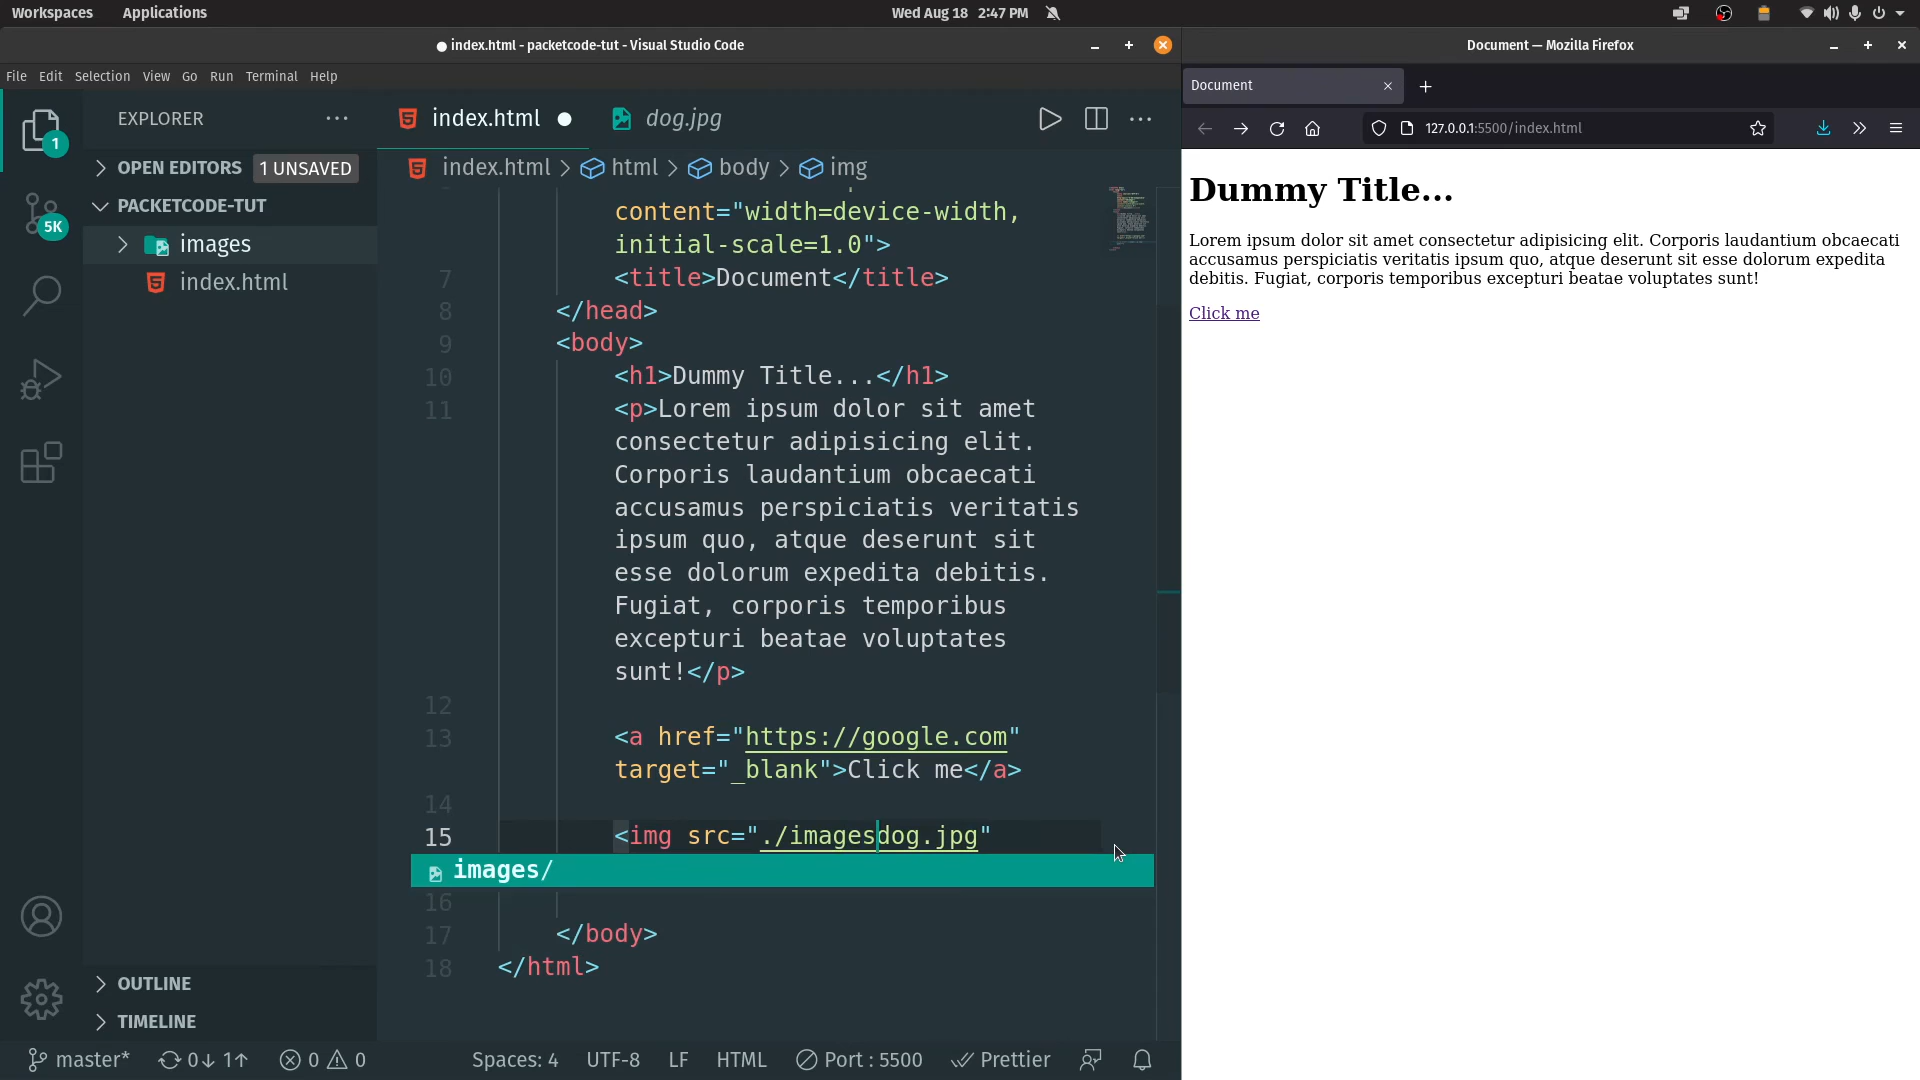 Workspaces Applications Wed Aug 18 2:47 PM
● index.html - packetcode-tut - Visual Studio Code
File Edit Selection View Go Run Terminal Help
1
5K
EXPLORER
OPEN EDITORS 1 UNSAVED
PACKETCODE-TUT
images
index.html
OUTLINE
TIMELINE
index.html dog.jpg
index.html > html > body > img
content="width=device-width,
initial-scale=1.0">
7 <title>Document</title>
8 </head>
9 <body>
10 <h1>Dummy Title...</h1>
11 <p>Lorem ipsum dolor sit amet
consectetur adipisicing elit.
Corporis laudantium obcaecati
accusamus perspiciatis veritatis
ipsum quo, atque deserunt sit
esse dolorum expedita debitis.
Fugiat, corporis temporibus
excepturi beatae voluptates
sunt!</p>
12
13 <a href="https://google.com"
target="_blank">Click me</a>
14
15 <img src="./imagesdog.jpg"
images/
16
17 </body>
18 </html>
master* 0↓ 1↑ 0 0 Spaces: 4 UTF-8 LF HTML Port : 5500 Prettier
Document — Mozilla Firefox
Document
127.0.0.1:5500/index.html
Dummy Title...
Lorem ipsum dolor sit amet consectetur adipisicing elit. Corporis laudantium obcaecati
accusamus perspiciatis veritatis ipsum quo, atque deserunt sit esse dolorum expedita
debitis. Fugiat, corporis temporibus excepturi beatae voluptates sunt!
Click me